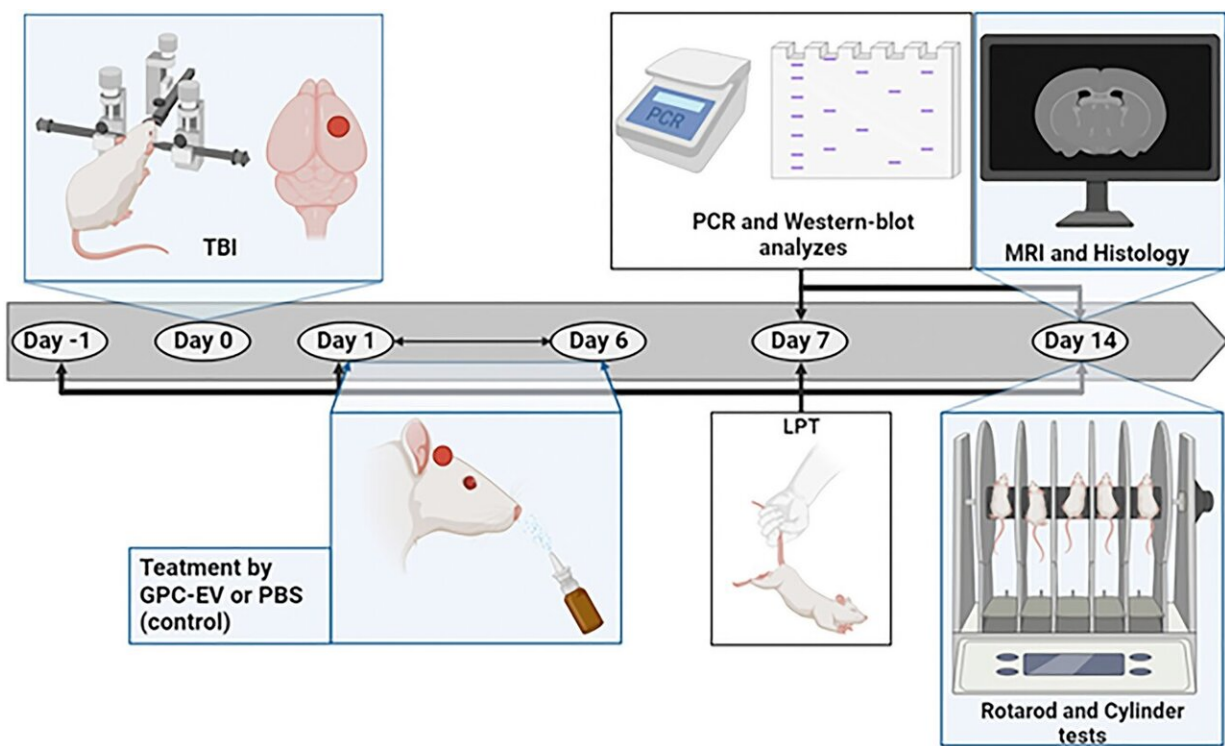 TBI
PCR
PCR and Western-blot
analyzes
MRI and Histology
Day -1
Day 0
Day 1
Day 6
Day 7
Day 14
LPT
Teatment by
GPC-EV or PBS
(control)
Rotarod and Cylinder
tests